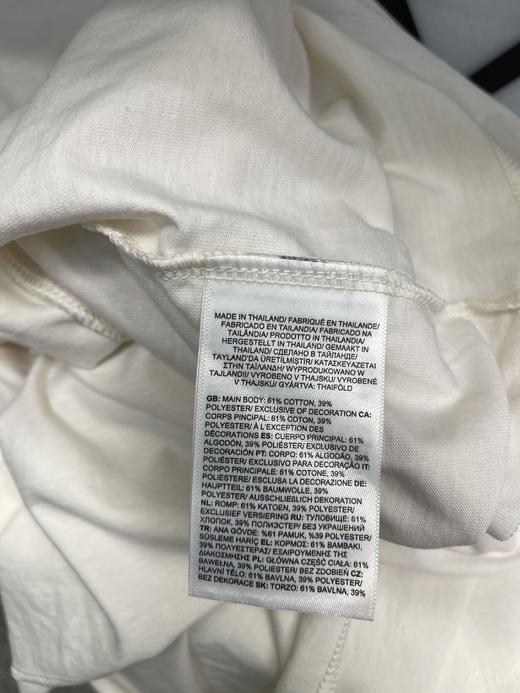 MADE IN THAILAND/ FABRIQUÉ EN THAILANDE/
FABRICADO EN TAILANDIA/ FABRICADO NA
TAILÂNDIA/ PRODOTTO IN THAILANDIA/
HERGESTELLT IN THAILAND/ GEMAAKT IN
THAILAND/ СДЕЛАНО В ТАЙЛАНДЕ/
TAYLAND'DA ÜRETİLMİŞTİR/ ΚΑΤΑΣΚΕΥΑΖΕΤΑΙ
ΣΤΗΝ ΤΑΙΛΑΝΔΗ/ WYPRODUKOWANO W
TAJLANDII/ VYROBENO V THAJSKU/ VYROBENÉ
V THAJSKU/ GYÁRTVA: THAIFÖLD
GB: MAIN BODY: 61% COTTON, 39%
POLYESTER/ EXCLUSIVE OF DECORATION CA:
CORPS PINCIPAL: 61% COTON, 39%
POLYESTER/ À L'EXCEPTION DES
DÉCORATIONS ES: CUERPO PRINCIPAL: 61%
ALGODÓN, 39% POLIÉSTER/ EXCLUSIVO DE
DECORACIÓN PT: CORPO: 61% ALGODÃO, 39%
POLIÉSTER/ EXCLUSIVO PARA DECORAÇÃO IT:
CORPO PRINCIPALE: 61% COTONE, 39%
POLIESTERE/ ESCLUSA LA DECORAZIONE DE:
HAUPTTEIL: 61% BAUMWOLLE, 39%
POLYESTER/ AUSSCHLIEßLICH DEKORATION
NL: ROMP: 61% KATOEN, 39% POLYESTER/
EXCLUSIEF VERSIERING RU: ТУЛОВИЩЕ: 61%
ХЛОПОК, 39% ПОЛИЭСТЕР/ БЕЗ УКРАШЕНИЙ
TR: ANA GÖVDE: %61 PAMUK, %39 POLYESTER/
SÜSLEME HARİÇ EL: ΚΟΡΜΟΣ: 61% ΒΑΜΒΑΚΙ,
39% ΠΟΛΥΕΣΤΕΡΑΣ/ ΕΞΑΙΡΟΥΜΕΝΗΣ ΤΗΣ
ΔΙΑΚΟΣΜΗΣΗΣ PL: GŁÓWNA CZĘŚĆ CIAŁA: 61%
BAWEŁNA, 39% POLIESTER/ BEZ ZDOBIEŃ CZ:
HLAVNÍ TĚLO: 61% BAVLNA, 39% POLYESTER/
BEZ DEKORACE SK: TORZO: 61% BAVLNA, 39%